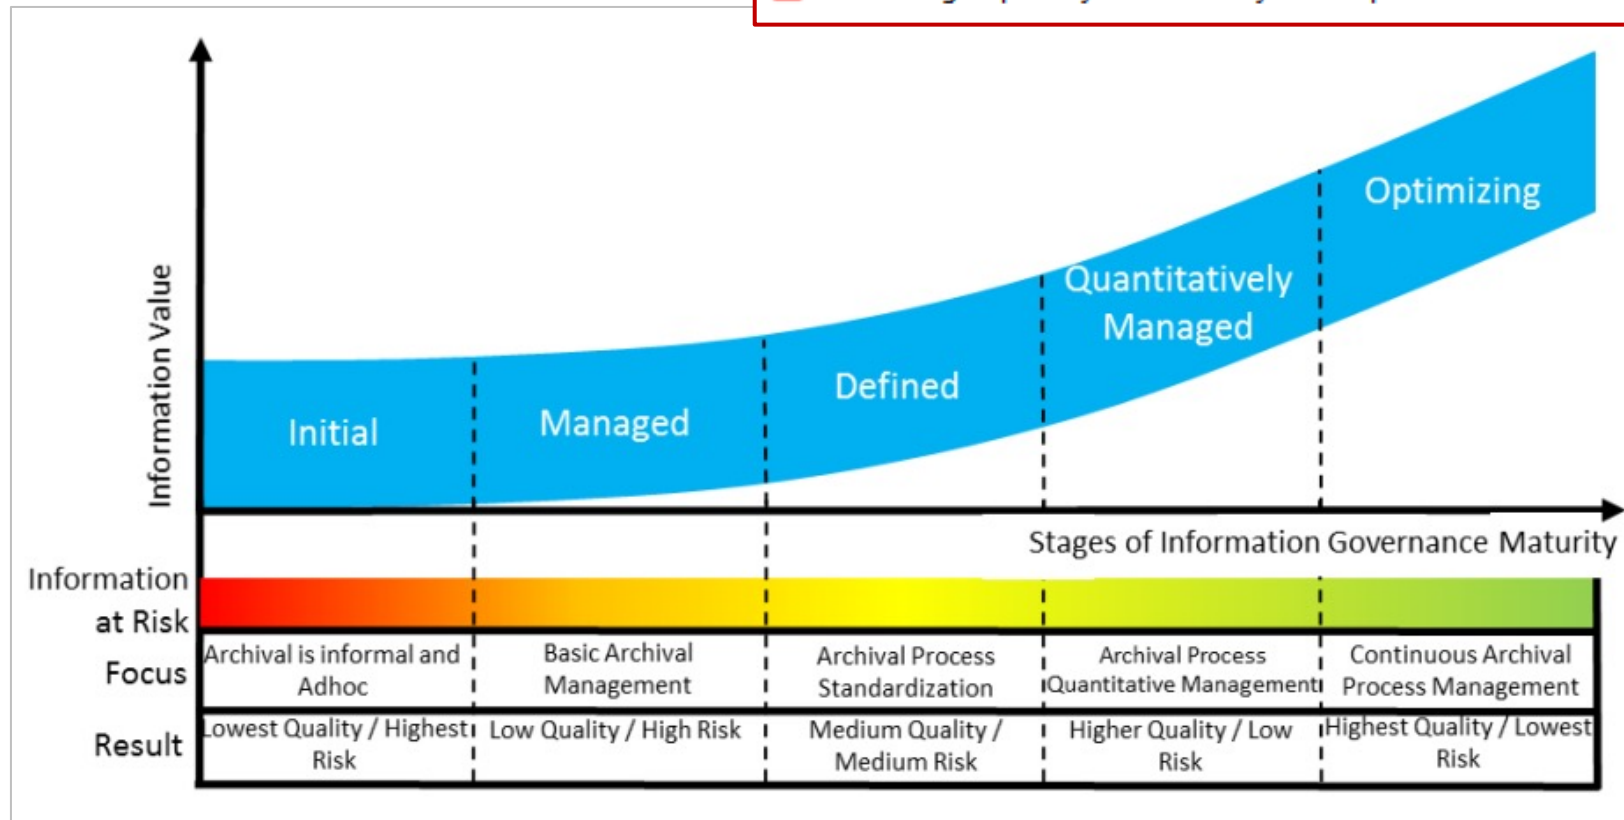 Information Value
Initial
Managed
Defined
Quantitatively
Managed
Optimizing
Stages of Information Governance Maturity
Information
at Risk
Focus
Archival is informal and
Adhoc
Basic Archival
Management
Archival Process
Standardization
Archival Process
Quantitative Management
Continuous Archival
Process Management
Result
Lowest Quality / Highest
Risk
Low Quality / High Risk
Medium Quality /
Medium Risk
Higher Quality / Low
Risk
Highest Quality / Lowest
Risk